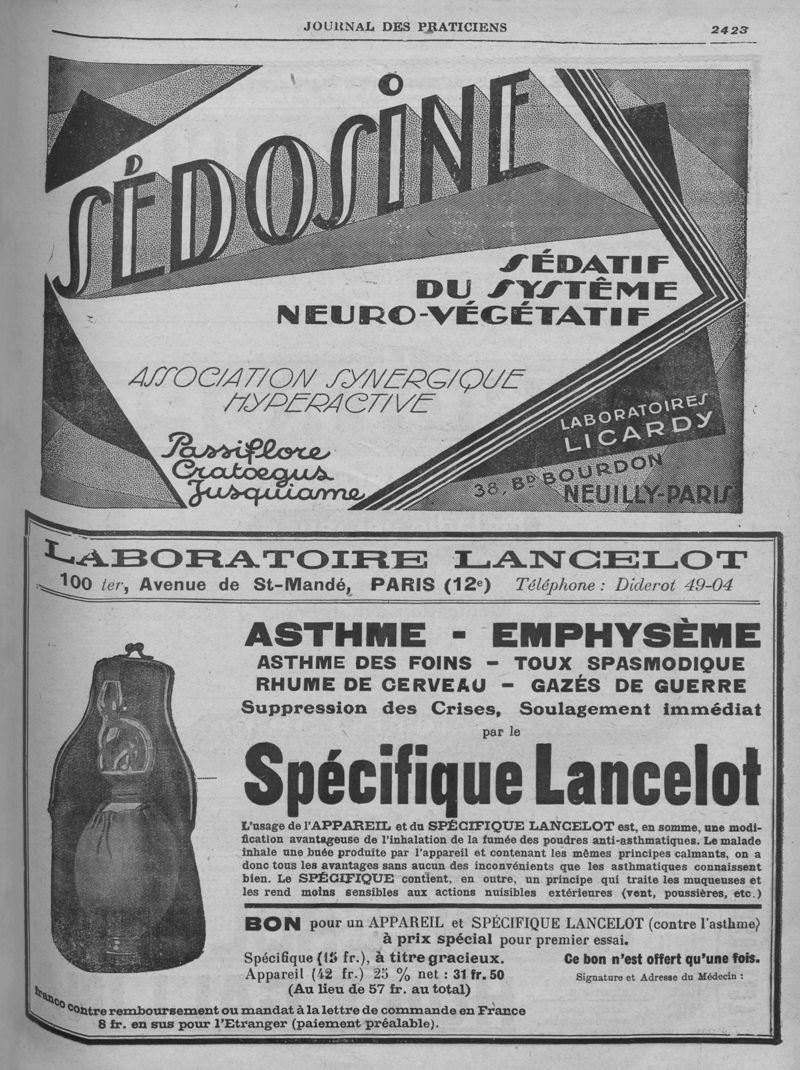 JOURNAL DES PRATICIENS 2423
SÉDOSINE
SÉDATIF
DU SYSTÊME
NEURO-VÉGÉTATIF
ASSOCIATION SYNERGIQUE
HYPERACTIVE
Passiflore
Cratoegus
Jusquiame
LABORATOIRES
LICARDY
38, BD BOURDON
NEUILLY-PARIS
LABORATOIRE LANCELOT
100 ter, Avenue de St-Mandé, PARIS (12e) Téléphone : Diderot 49-04
ASTHME - EMPHYSÈME
ASTHME DES FOINS - TOUX SPASMODIQUE
RHUME DE CERVEAU - GAZÉS DE GUERRE
Suppression des Crises, Soulagement immédiat
par le
Spécifique Lancelot
L'usage de l'APPAREIL et du SPÉCIFIQUE LANCELOT est, en somme, une modi-
fication avantageuse de l'inhalation de la fumée des poudres anti-asthmatiques. Le malade
inhale une buée produite par l'appareil et contenant les mêmes principes calmants, on a
donc tous les avantages sans aucun des inconvénients que les asthmatiques connaissent
bien. Le SPÉCIFIQUE contient, en outre, un principe qui traite les muqueuses et
les rend moins sensibles aux actions nuisibles extérieures (vent, poussières, etc.)
BON pour un APPAREIL et SPÉCIFIQUE LANCELOT (contre l'asthme)
à prix spécial pour premier essai.
Spécifique (15 fr.), à titre gracieux. Ce bon n'est offert qu'une fois.
Appareil (42 fr.) 25 % net : 31 fr. 50 Signature et Adresse du Médecin :
(Au lieu de 57 fr. au total)
franco contre remboursement ou mandat à la lettre de commande en France
8 fr. en sus pour l'Etranger (paiement préalable).